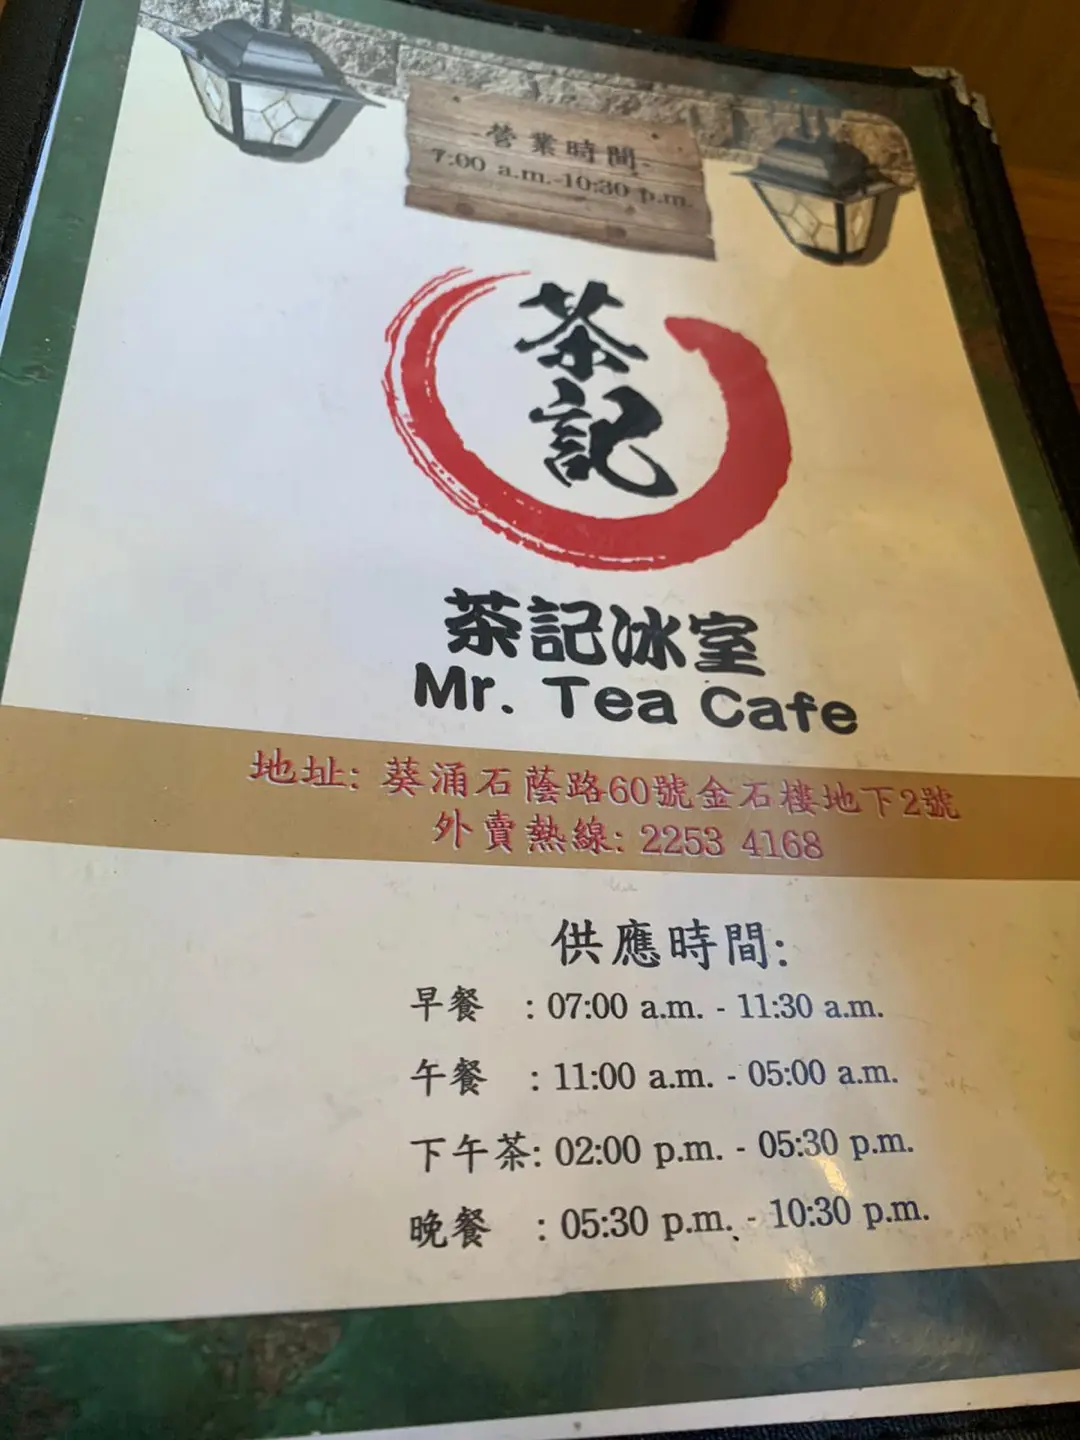 營業時間:
7:00 a.m.-10:30 p.m.
茶
記
茶記冰室
Mr. Tea Cafe
地址: 葵涌石蔭路60號金石樓地下2號
外賣熱線: 2253 4168
供應時間:
早餐 : 07:00 a.m. - 11:30 a.m.
午餐 : 11:00 a.m. - 05:00 a.m.
下午茶: 02:00 p.m. - 05:30 p.m.
晚餐 : 05:30 p.m. - 10:30 p.m.